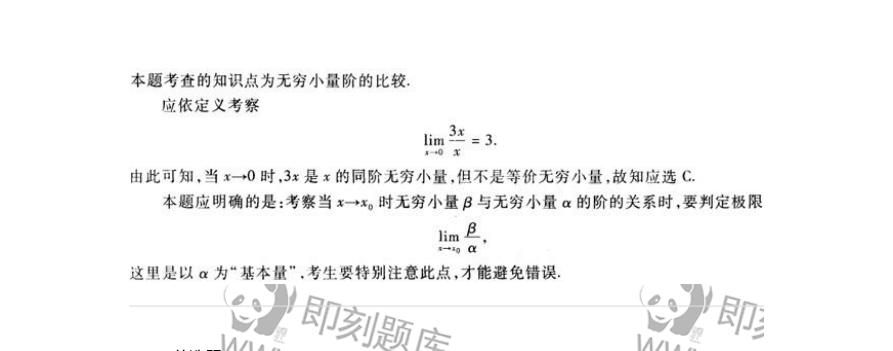 本题考查的知识点为无穷小量阶的比较.
应依定义考察
lim x→0 3x/x = 3.
由此可知,当 x→0 时,3x 是 x 的同阶无穷小量,但不是等价无穷小量,故知应选 C.
本题应明确的是:考察当 x→x₀ 时无穷小量 β 与无穷小量 α 的阶的关系时,要判定极限
lim x→x₀ β/α,
这里是以 α 为“基本量”,考生要特别注意此点,才能避免错误.
即刻题库 即刻